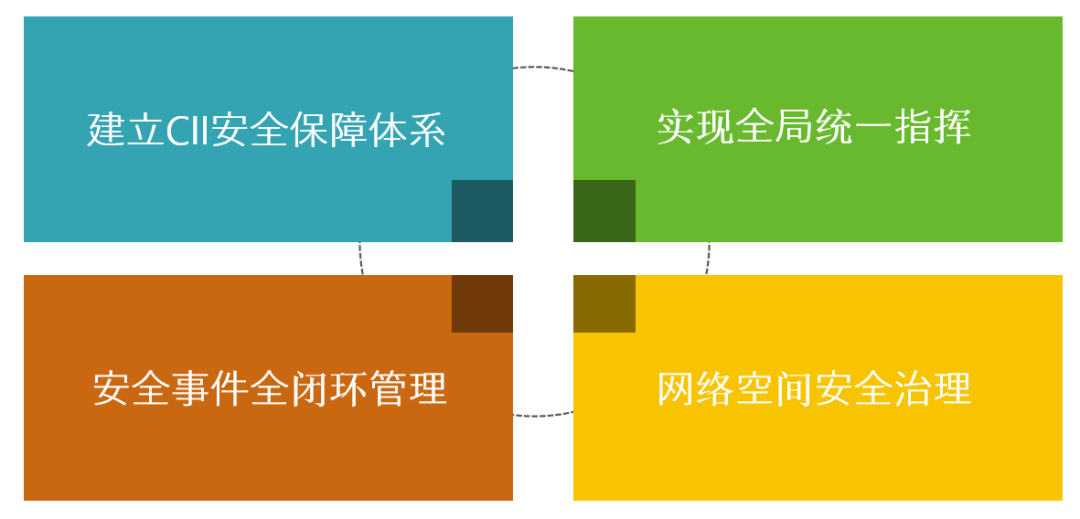 建立CII安全保障体系
实现全局统一指挥
安全事件全闭环管理
网络空间安全治理